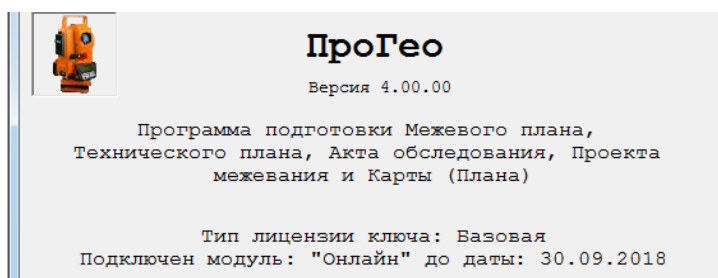 ПроГео
Версия 4.00.00
Программа подготовки Межевого плана,
Технического плана, Акта обследования, Проекта
межевания и Карты (Плана)
Тип лицензии ключа: Базовая
Подключен модуль: "Онлайн" до даты: 30.09.2018